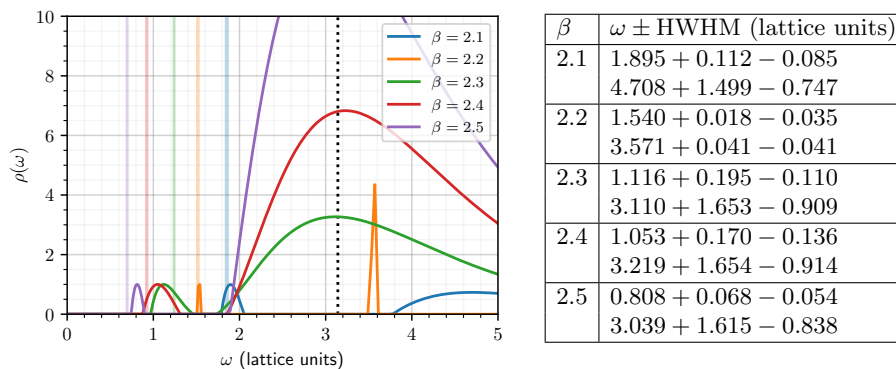 10
8
6
4
2
0
ρ(ω)
0 1 2 3 4 5
ω (lattice units)
β = 2.1
β = 2.2
β = 2.3
β = 2.4
β = 2.5
β ω ± HWHM (lattice units)
2.1 1.895 + 0.112 − 0.085
4.708 + 1.499 − 0.747
2.2 1.540 + 0.018 − 0.035
3.571 + 0.041 − 0.041
2.3 1.116 + 0.195 − 0.110
3.110 + 1.653 − 0.909
2.4 1.053 + 0.170 − 0.136
3.219 + 1.654 − 0.914
2.5 0.808 + 0.068 − 0.054
3.039 + 1.615 − 0.838